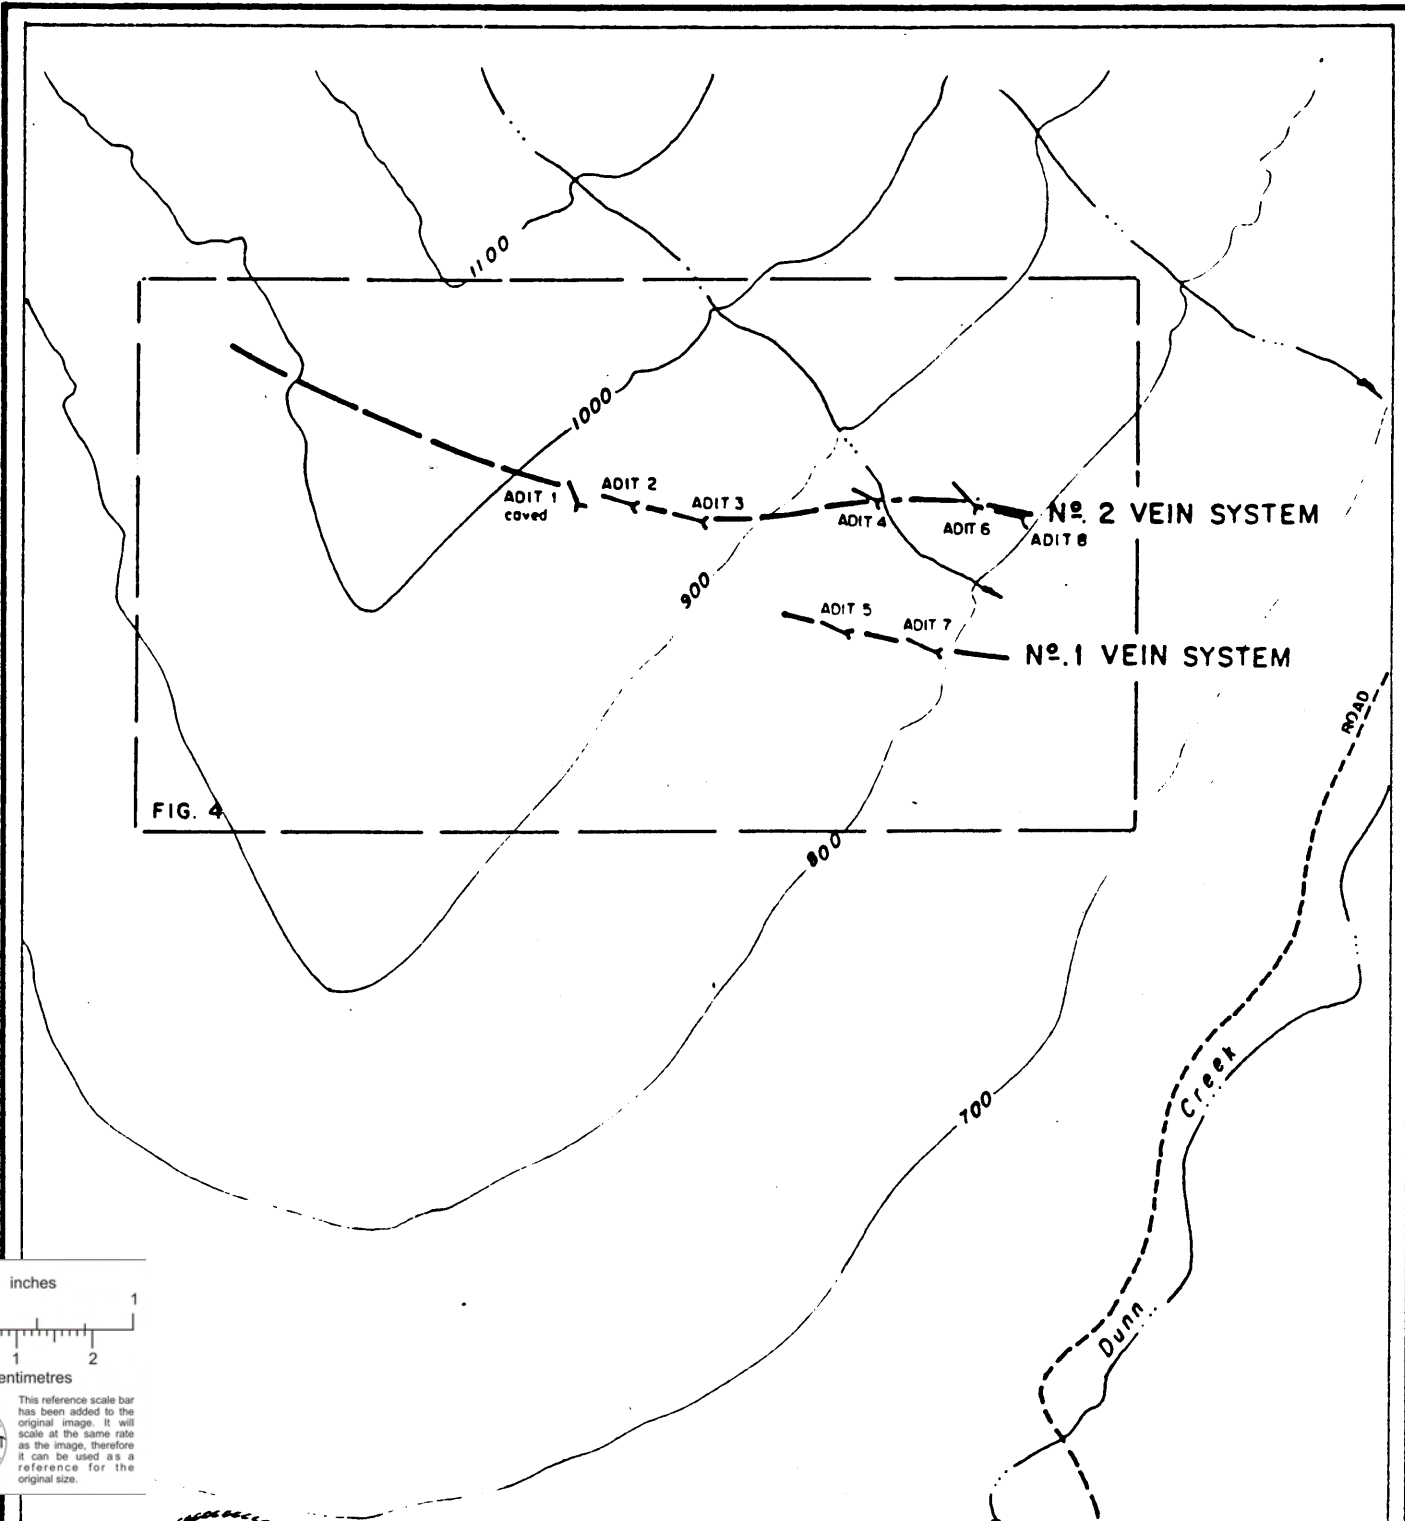 1100
1000
ADIT 1
caved
ADIT 2
ADIT 3
ADIT 4
ADIT 6
Nº. 2 VEIN SYSTEM
ADIT 8
900
ADIT 5
ADIT 7
Nº. 1 VEIN SYSTEM
ROAD
FIG. 4
800
700
Creek
Dunn
inches
1
1 2
entimetres
This reference scale bar
has been added to the
original image. It will
scale at the same rate
as the image, therefore
it can be used as a
reference for the
original size.